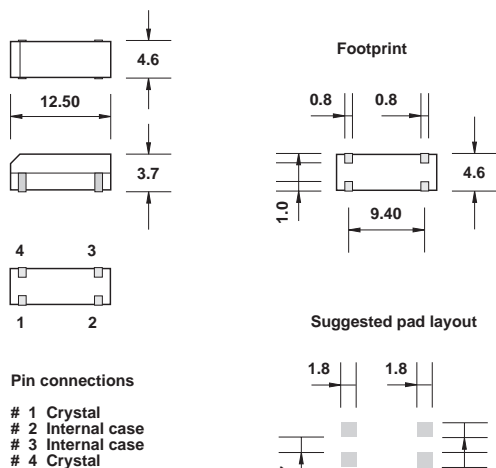 4.6
12.50
3.7
4 3
1 2
Pin connections
# 1 Crystal
# 2 Internal case
# 3 Internal case
# 4 Crystal
Footprint
0.8 0.8
1.0
9.40
4.6
Suggested pad layout
1.8 1.8